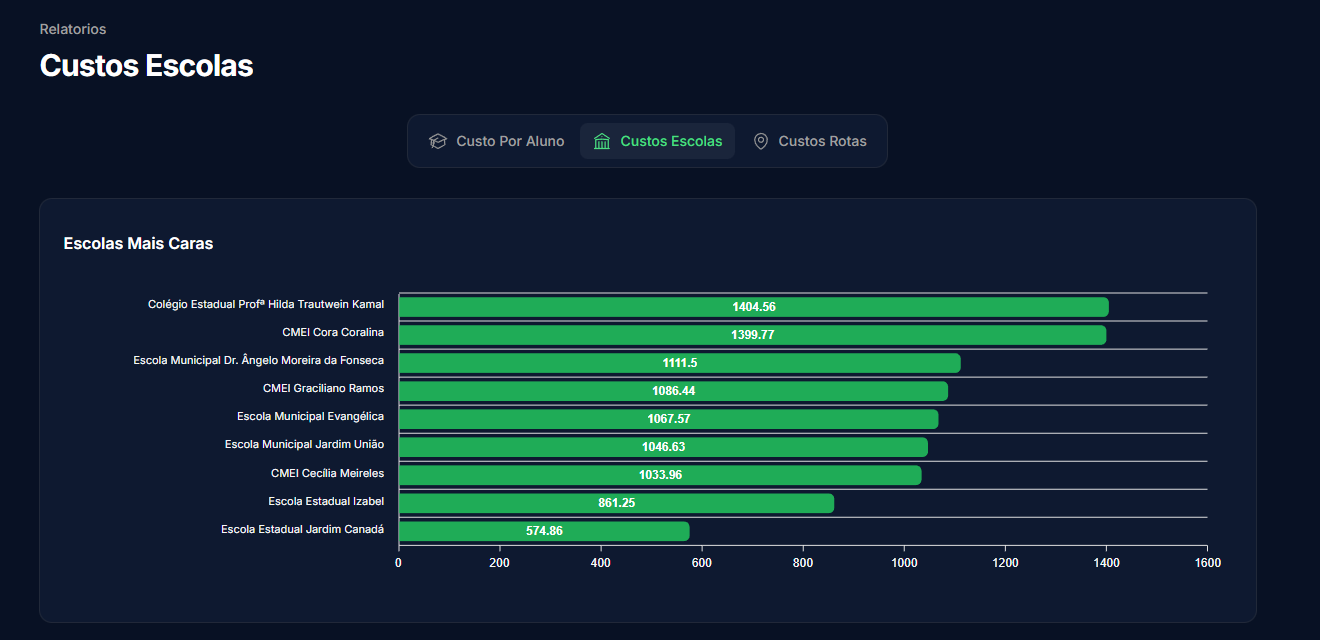 Relatorios
Custos Escolas
Custo Por Aluno Custos Escolas Custos Rotas
Escolas Mais Caras
Colégio Estadual Profª Hilda Trautwein Kamal 1404.56
CMEI Cora Coralina 1399.77
Escola Municipal Dr. Ângelo Moreira da Fonseca 1111.5
CMEI Graciliano Ramos 1086.44
Escola Municipal Evangélica 1067.57
Escola Municipal Jardim União 1046.63
CMEI Cecília Meireles 1033.96
Escola Estadual Izabel 861.25
Escola Estadual Jardim Canadá 574.86
0 200 400 600 800 1000 1200 1400 1600